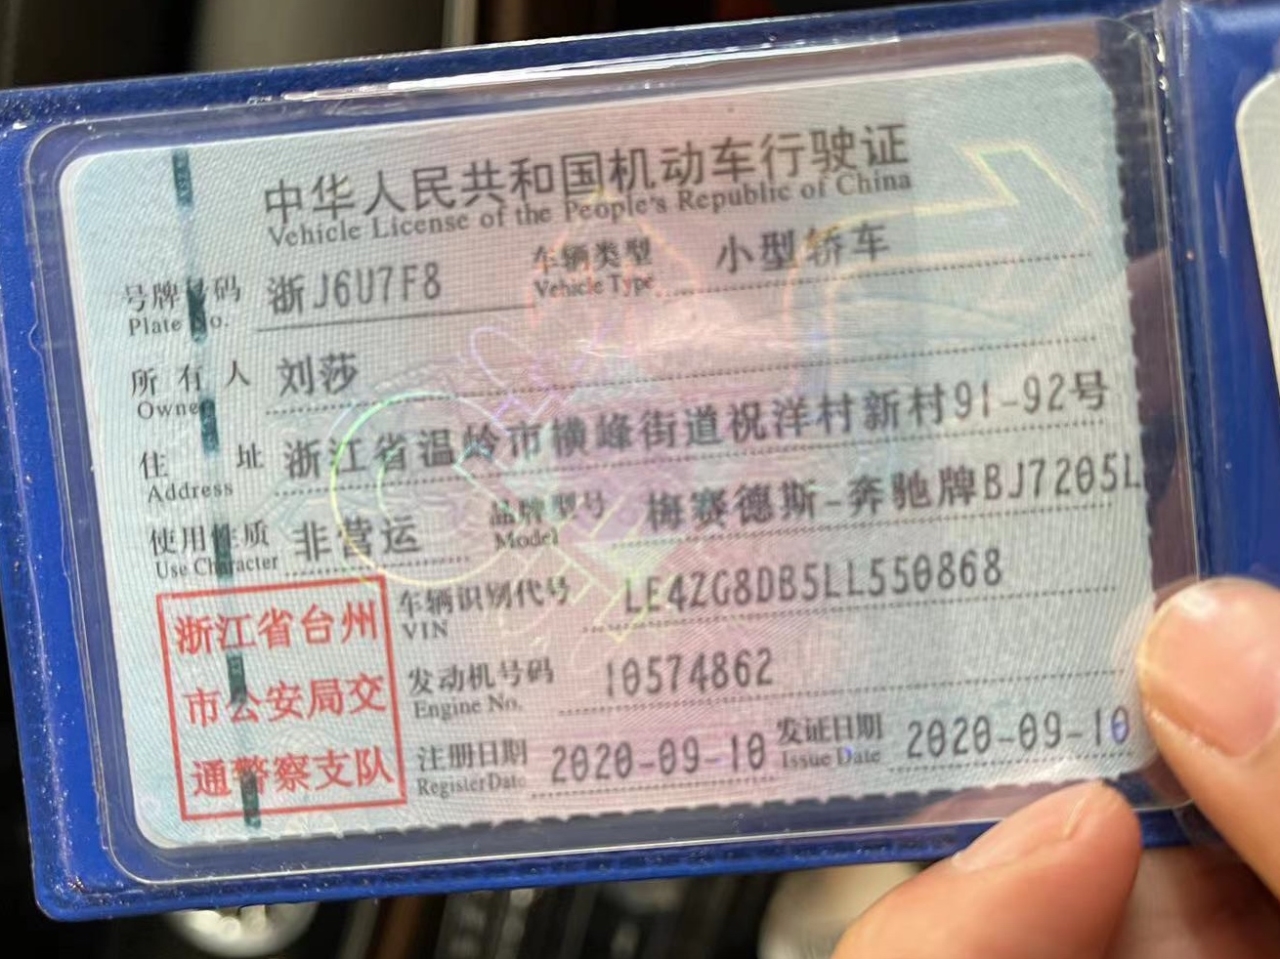 中华人民共和国机动车行驶证
Vehicle License of the People's Republic of China
号牌号码 浙J6U7F8 车辆类型 小型轿车
Plate No. Vehicle Type
所有人 刘莎
Owner
住址 浙江省温岭市横峰街道祝洋村新村91-92号
Address
使用性质 非营运 品牌型号 梅赛德斯-奔驰牌BJ7205L
Use Character Model
浙江省台州
市公安局交
通警察支队
车辆识别代号 LE4ZG8DB5LL550868
VIN
发动机号码 10574862
Engine No.
注册日期 2020-09-10 发证日期 2020-09-10
Register Date Issue Date